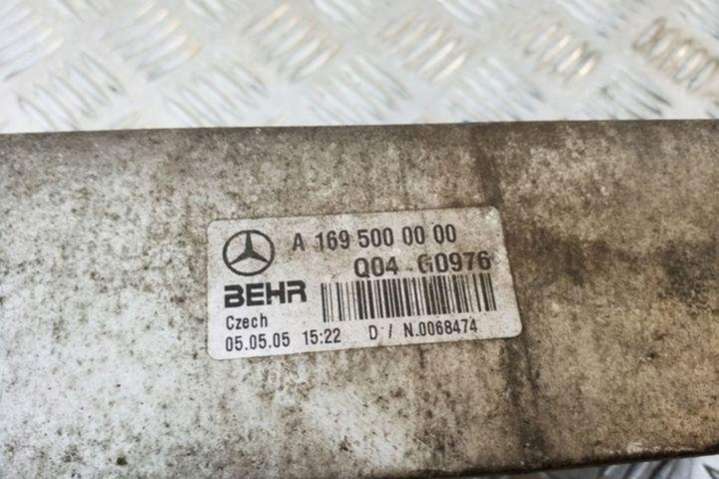 A 169 500 00 00
Q04 G0976
BEHR
Czech
05.05.05 15:22 D / N.0068474